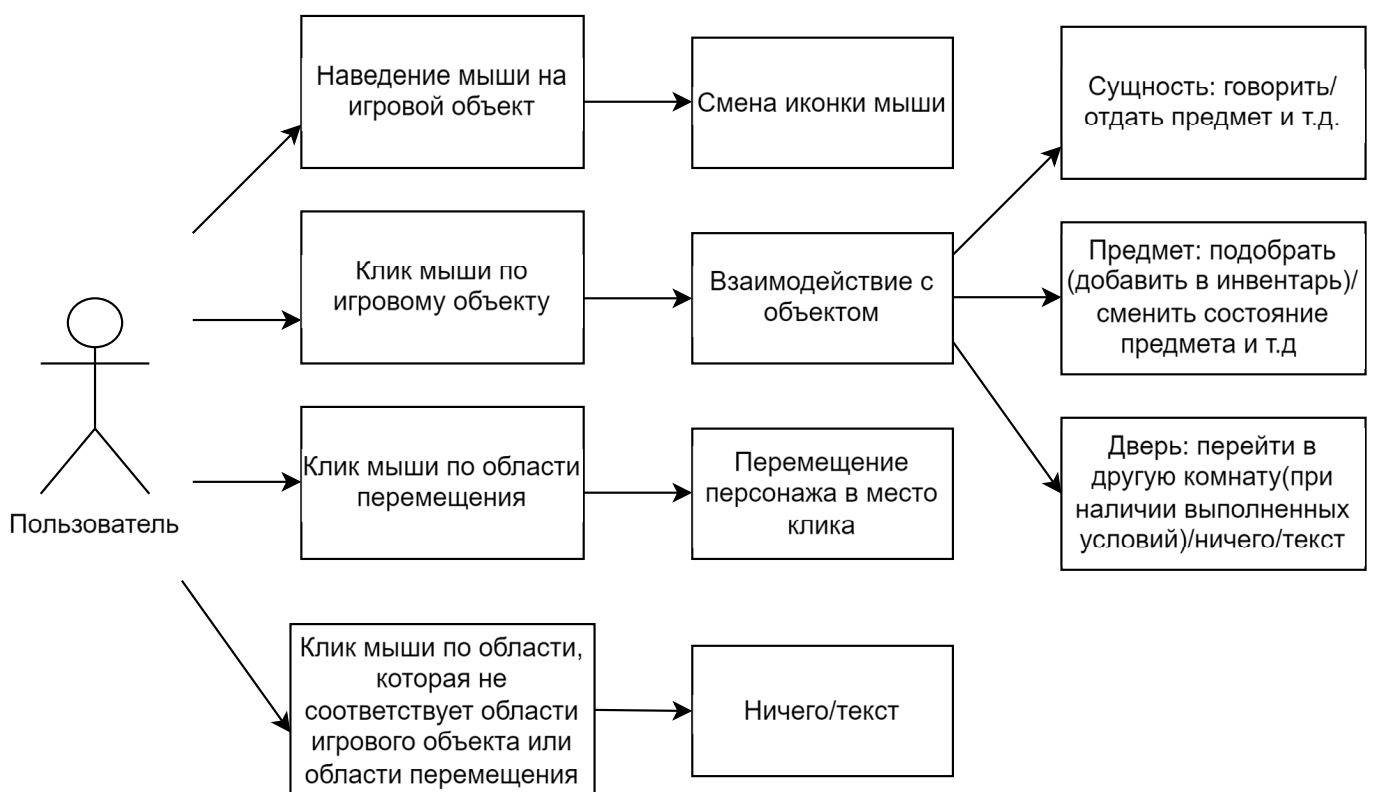 Наведение мыши на
игровой объект
Смена иконки мыши
Сущность: говорить/
отдать предмет и т.д.
Клик мыши по
игровому объекту
Взаимодействие с
объектом
Предмет: подобрать
(добавить в инвентарь)/
сменить состояние
предмета и т.д
Клик мыши по области
перемещения
Перемещение
персонажа в место
клика
Дверь: перейти в
другую комнату(при
наличии выполненных
условий)/ничего/текст
Пользователь
Клик мыши по области,
которая не
соответствует области
игрового объекта или
области перемещения
Ничего/текст